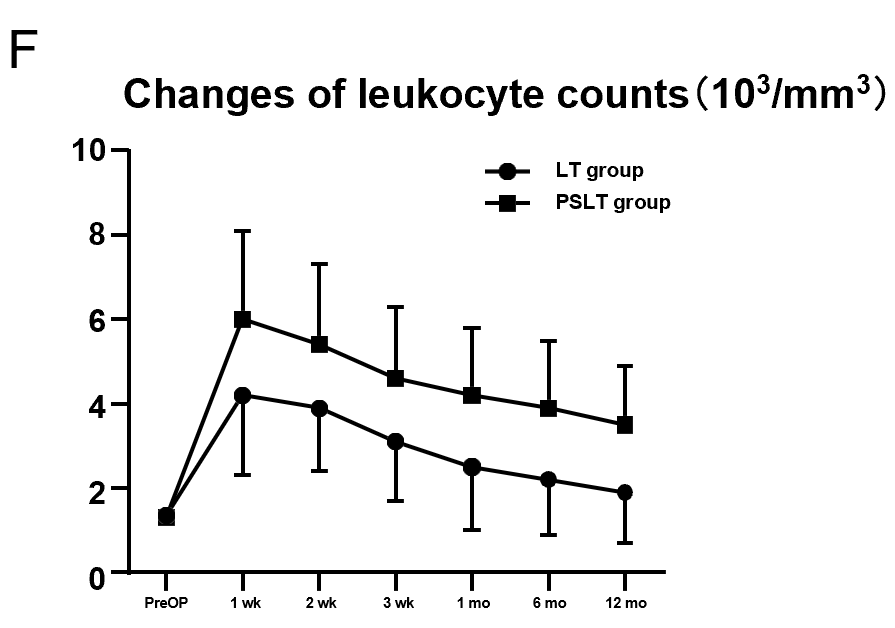 F
Changes of leukocyte counts（10³/mm³）
10
LT group
PSLT group
8
6
4
2
0
PreOP 1 wk 2 wk 3 wk 1 mo 6 mo 12 mo